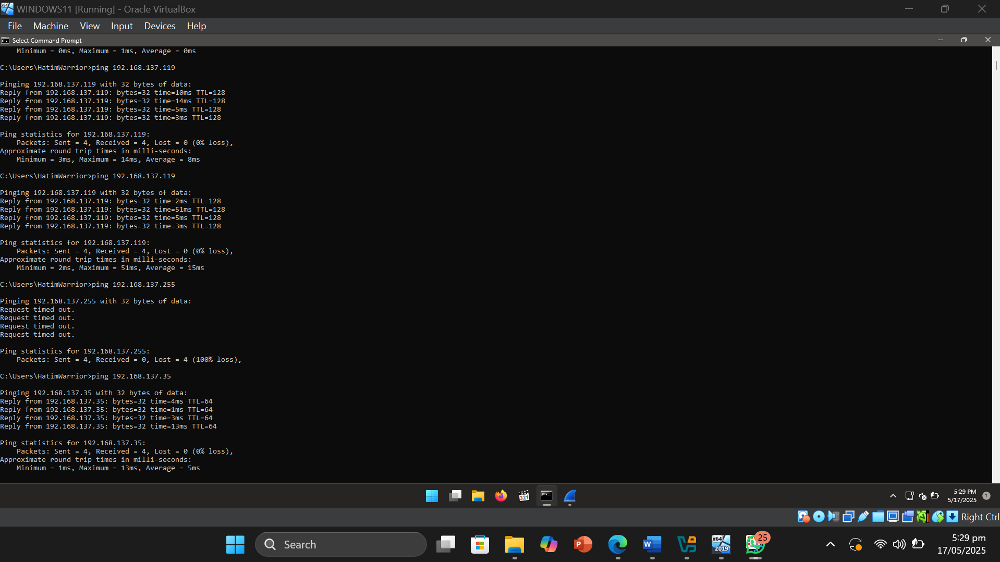 WINDOWS11 [Running] - Oracle VirtualBox
File Machine View Input Devices Help
Select Command Prompt
Minimum = 0ms, Maximum = 1ms, Average = 0ms
C:\Users\HatimWarrior>ping 192.168.137.119
Pinging 192.168.137.119 with 32 bytes of data:
Reply from 192.168.137.119: bytes=32 time=10ms TTL=128
Reply from 192.168.137.119: bytes=32 time=14ms TTL=128
Reply from 192.168.137.119: bytes=32 time=5ms TTL=128
Reply from 192.168.137.119: bytes=32 time=3ms TTL=128
Ping statistics for 192.168.137.119:
Packets: Sent = 4, Received = 4, Lost = 0 (0% loss),
Approximate round trip times in milli-seconds:
Minimum = 3ms, Maximum = 14ms, Average = 8ms
C:\Users\HatimWarrior>ping 192.168.137.119
Pinging 192.168.137.119 with 32 bytes of data:
Reply from 192.168.137.119: bytes=32 time=2ms TTL=128
Reply from 192.168.137.119: bytes=32 time=51ms TTL=128
Reply from 192.168.137.119: bytes=32 time=5ms TTL=128
Reply from 192.168.137.119: bytes=32 time=3ms TTL=128
Ping statistics for 192.168.137.119:
Packets: Sent = 4, Received = 4, Lost = 0 (0% loss),
Approximate round trip times in milli-seconds:
Minimum = 2ms, Maximum = 51ms, Average = 15ms
C:\Users\HatimWarrior>ping 192.168.137.255
Pinging 192.168.137.255 with 32 bytes of data:
Request timed out.
Request timed out.
Request timed out.
Request timed out.
Ping statistics for 192.168.137.255:
Packets: Sent = 4, Received = 0, Lost = 4 (100% loss),
C:\Users\HatimWarrior>ping 192.168.137.35
Pinging 192.168.137.35 with 32 bytes of data:
Reply from 192.168.137.35: bytes=32 time=4ms TTL=64
Reply from 192.168.137.35: bytes=32 time=1ms TTL=64
Reply from 192.168.137.35: bytes=32 time=3ms TTL=64
Reply from 192.168.137.35: bytes=32 time=13ms TTL=64
Ping statistics for 192.168.137.35:
Packets: Sent = 4, Received = 4, Lost = 0 (0% loss),
Approximate round trip times in milli-seconds:
Minimum = 1ms, Maximum = 13ms, Average = 5ms
321
5:29 PM
5/17/2025
1
Right Ctrl
Search
P
W
x64
2019
25
5:29 pm
17/05/2025